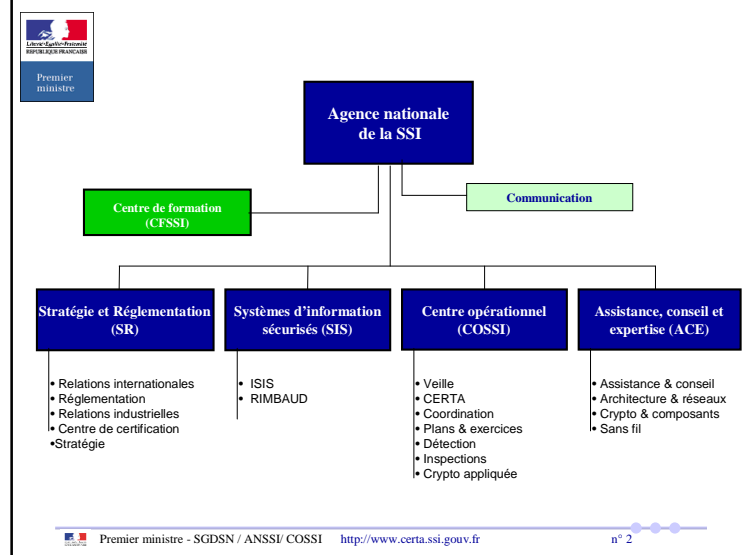 Liberté • Égalité • Fraternité
RÉPUBLIQUE FRANÇAISE
Premier
ministre
Agence nationale
de la SSI
Centre de formation
(CFSSI)
Communication
Stratégie et Réglementation
(SR)
Systèmes d'information
sécurisés (SIS)
Centre opérationnel
(COSSI)
Assistance, conseil et
expertise (ACE)
• Relations internationales
• Réglementation
• Relations industrielles
• Centre de certification
•Stratégie
• ISIS
• RIMBAUD
• Veille
• CERTA
• Coordination
• Plans & exercices
• Détection
• Inspections
• Crypto appliquée
• Assistance & conseil
• Architecture & réseaux
• Crypto & composants
• Sans fil
Premier ministre - SGDSN / ANSSI/ COSSI http://www.certa.ssi.gouv.fr n° 2